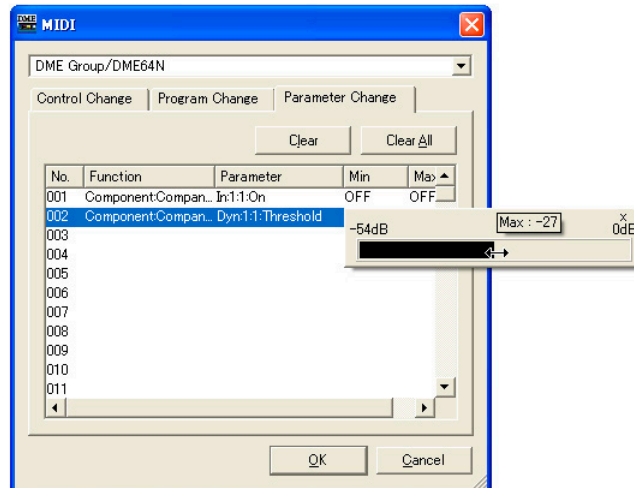 DME MIDI
DME Group/DME64N
Control Change Program Change Parameter Change
Clear Clear All
No. Function Parameter Min Max
001 Component:Compan... In:1:1:On OFF OFF
002 Component:Compan... Dyn:1:1:Threshold
-54dB Max : -27 x 0dB
003
004
005
006
007
008
009
010
011
OK Cancel